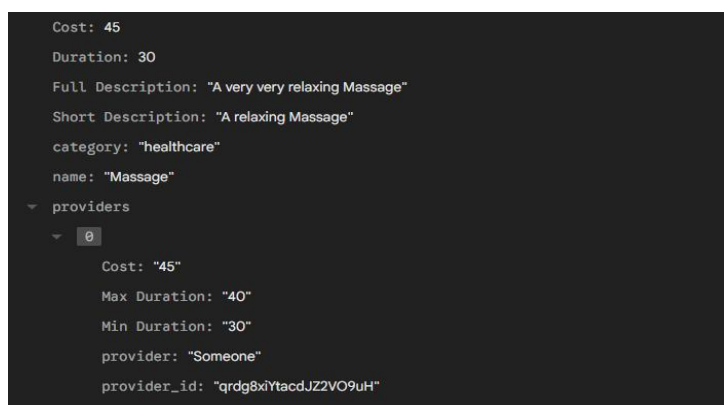 Cost: 45
Duration: 30
Full Description: "A very very relaxing Massage"
Short Description: "A relaxing Massage"
category: "healthcare"
name: "Massage"
providers
0
Cost: "45"
Max Duration: "40"
Min Duration: "30"
provider: "Someone"
provider_id: "qrdg8xiYtacdJZ2VO9uH"